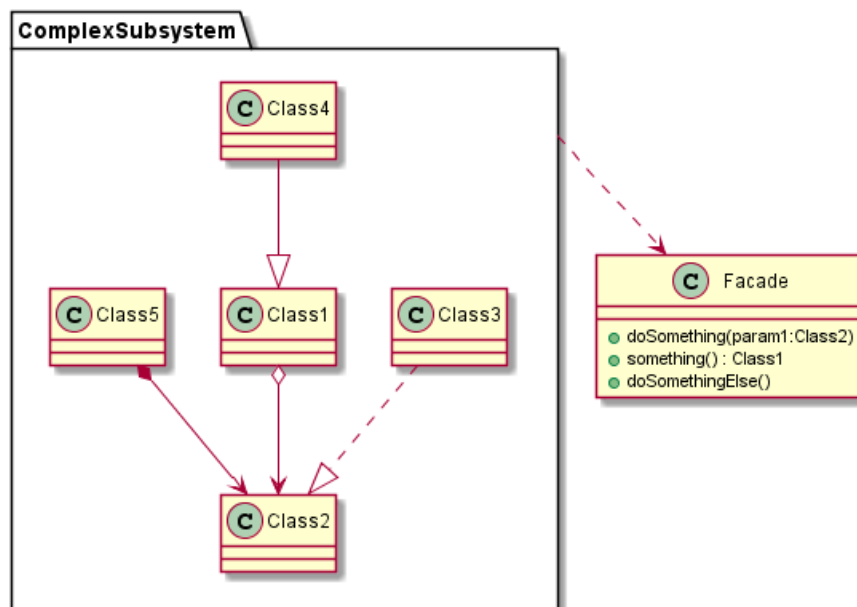 ComplexSubsystem
C Class4
C Class5
C Class1
C Class3
C Class2
C Facade
doSomething(param1:Class2)
something() : Class1
doSomethingElse()